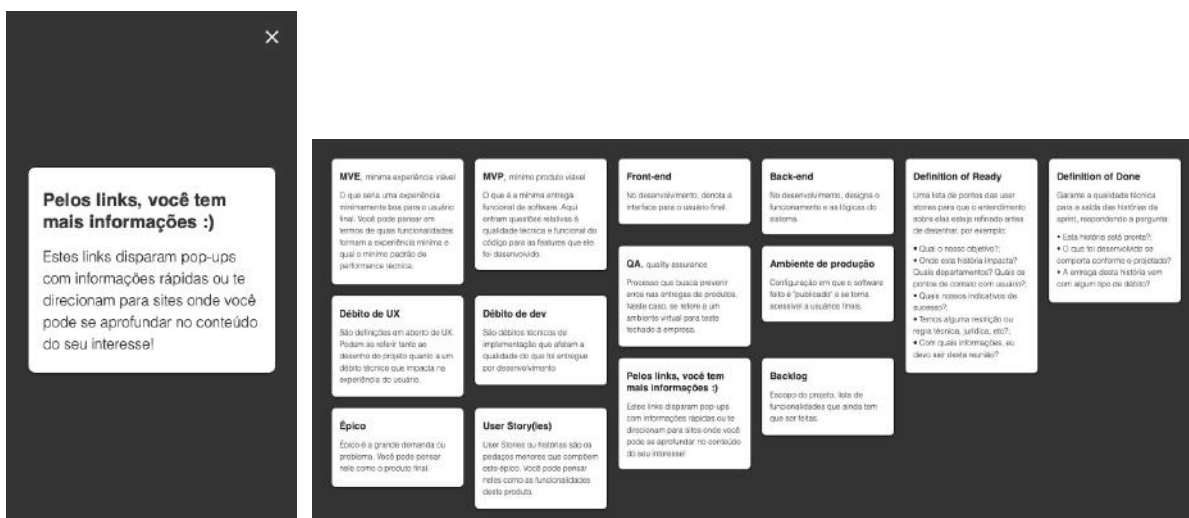 Pelos links, você tem
mais informações :)
Estes links disparam pop-ups
com informações rápidas ou te
direcionam para sites onde você
pode se aprofundar no conteúdo
do seu interesse!
MVE, mínima experiência viável
O que seria uma experiência
minimamente boa para o usuário
final. Você pode pensar em
termos de quais funcionalidades
formam a experiência mínima e
qual o mínimo padrão de
performance técnica.
Débito de UX
São definições em aberto de UX.
Podem se referir tanto ao
desenho do projeto quanto a um
débito técnico que impacta na
experiência do usuário.
Épico
Épico é a grande demanda ou
problema. Você pode pensar
nele como o produto final.
MVP, mínimo produto viável
O que é a mínima entrega
funcional de software. Aqui
entram questões relativas à
qualidade técnica e funcional do
código para as features que ele
foi desenvolvido.
Débito de dev
São débitos técnicos de
implementação que afetam a
qualidade do que foi entregue
por desenvolvimento
User Story(ies)
User Stories ou histórias são os
pedaços menores que compõem
este épico. Você pode pensar
neles como as funcionalidades
deste produto.
Front-end
No desenvolvimento, denota a
interface para o usuário final.
QA, quality assurance
Processo que busca prevenir
erros nas entregas de produtos.
Neste caso, se refere a um
ambiente virtual para teste
fechado à empresa.
Pelos links, você tem
mais informações :)
Estes links disparam pop-ups
com informações rápidas ou te
direcionam para sites onde você
pode se aprofundar no conteúdo
do seu interesse!
Back-end
No desenvolvimento, designa o
funcionamento e as lógicas do
sistema.
Ambiente de produção
Configuração em que o software
feito é "publicado" e se torna
acessível a usuários finais.
Backlog
Escopo do projeto, lista de
funcionalidades que ainda tem
que ser feitas.
Definition of Ready
Uma lista de pontos das user
stories para que o entendimento
sobre elas esteja refinado antes
de desenhar, por exemplo:
• Qual o nosso objetivo?;
• Onde esta história impacta?
Quais departamentos? Quais os
pontos de contato com usuário?;
• Quais nossos indicativos de
sucesso?;
• Temos alguma restrição ou
regra técnica, jurídica, etc?;
• Com quais informações, eu
devo sair desta reunião?
Definition of Done
Garante a qualidade técnica
para a saída das histórias da
sprint, respondendo a pergunta:
• Esta história está pronta?;
• O que foi desenvolvido se
comporta conforme o projetado?;
• A entrega desta história vem
com algum tipo de débito?